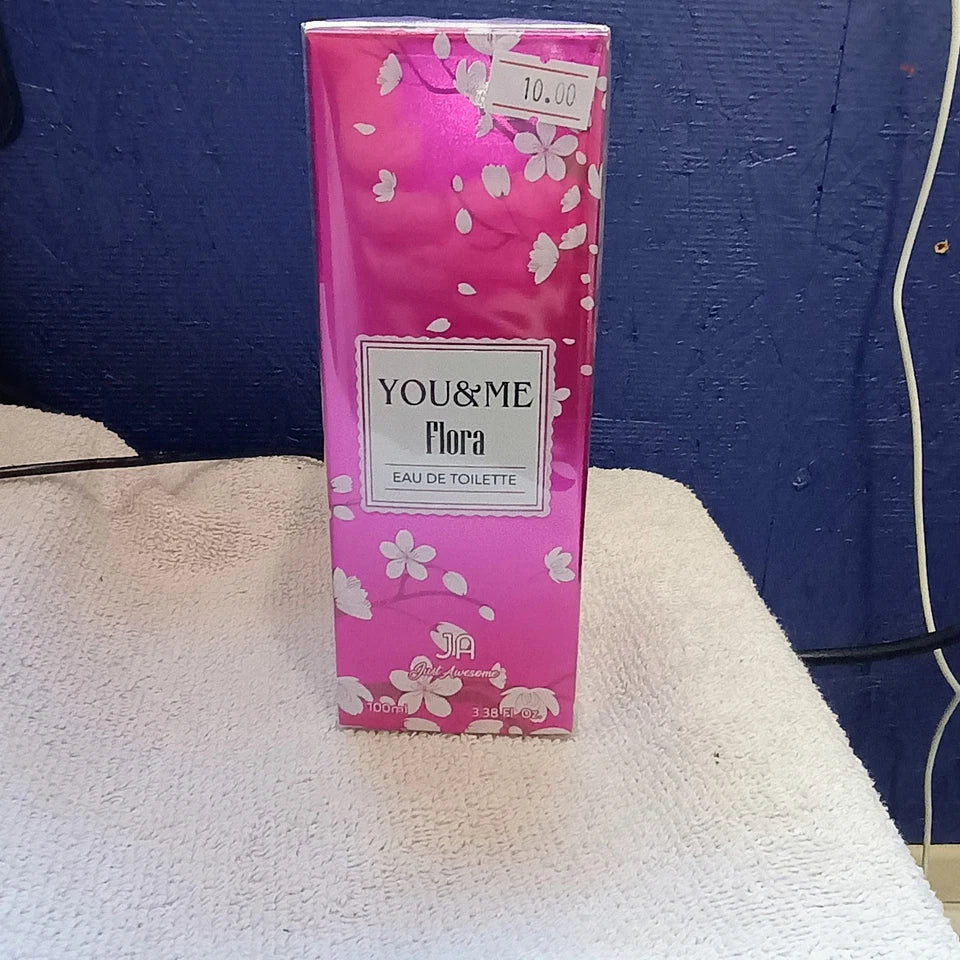 10.00
YOU&ME
Flora
EAU DE TOILETTE
JA
Just Awesome
100ml 3.38 Fl. Oz.